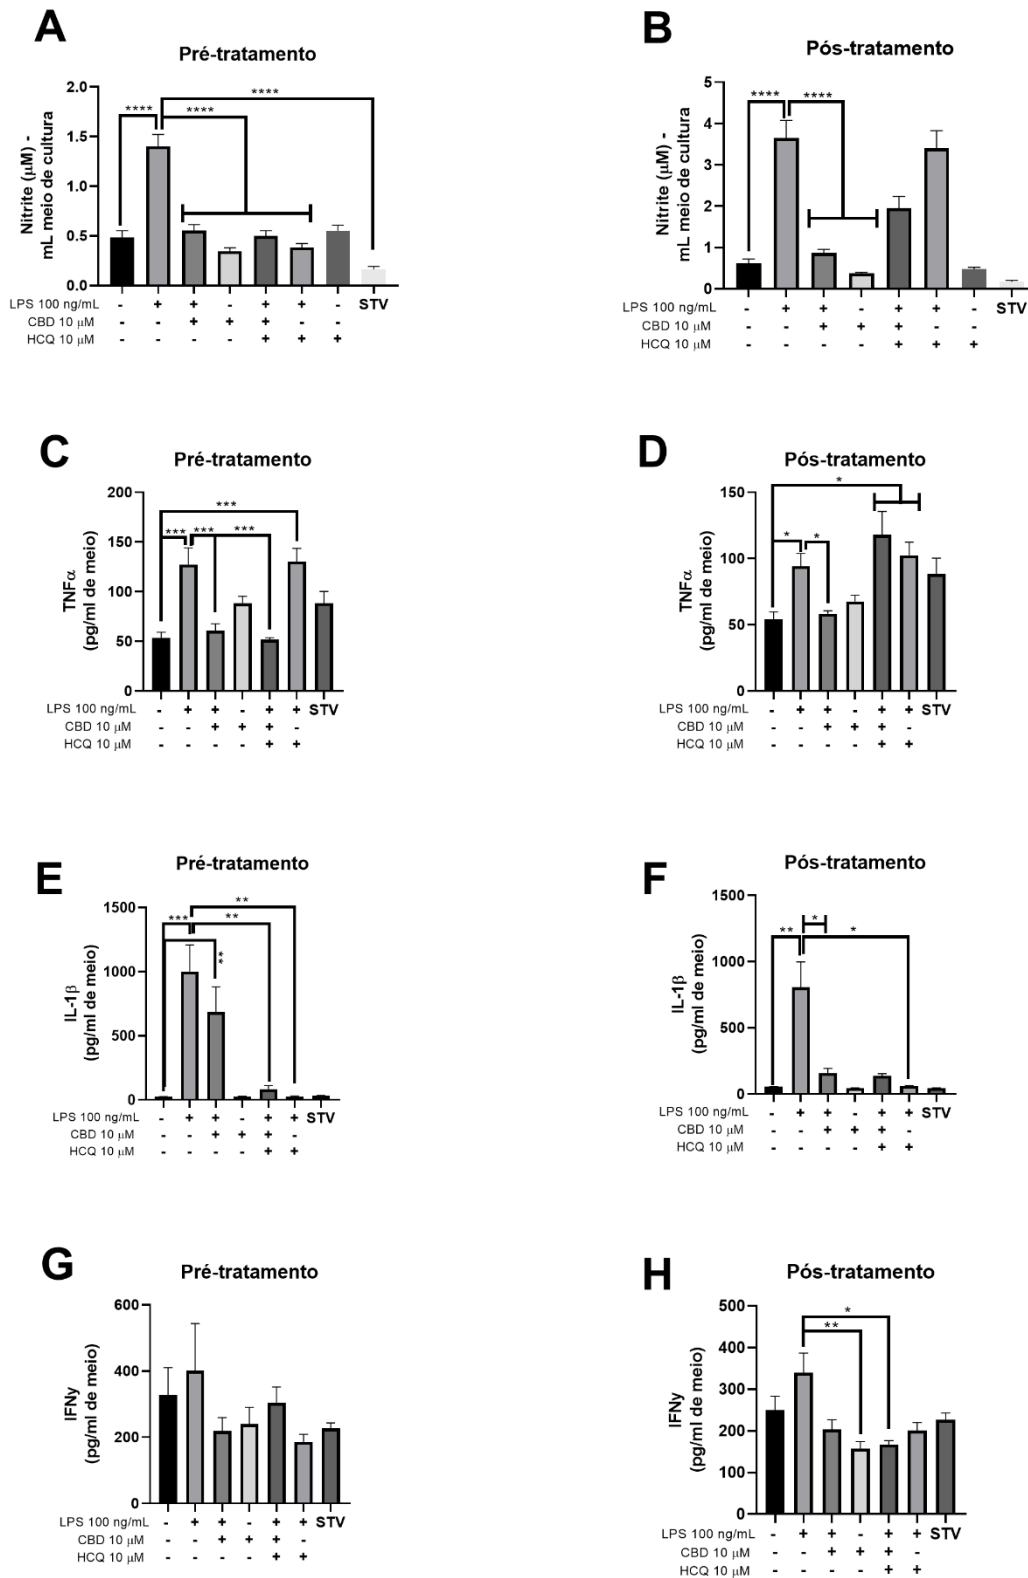 A
Pré-tratamento
Nitrite (μM) -
mL meio de cultura
2.0
1.5
1.0
0.5
0.0
**** **** ****
LPS 100 ng/mL - + + - + + - STV
CBD 10 μM - - + + + - -
HCQ 10 μM - - - - + + +
B
Pós-tratamento
Nitrite (μM) -
mL meio de cultura
5
4
3
2
1
0
**** ****
LPS 100 ng/mL - + + - + + - STV
CBD 10 μM - - + + + - -
HCQ 10 μM - - - - + + +
C
Pré-tratamento
TNFα
(pg/ml de meio)
200
150
100
50
0
***
*** *** ***
LPS 100 ng/mL - + + - + + STV
CBD 10 μM - - + + + -
HCQ 10 μM - - - - + +
D
Pós-tratamento
TNFα
(pg/ml de meio)
150
100
50
0
*
* *
LPS 100 ng/mL - + + - + + STV
CBD 10 μM - - + + + -
HCQ 10 μM - - - - + +
E
Pré-tratamento
IL-1β
(pg/ml de meio)
1500
1000
500
0
**
*** **
**
LPS 100 ng/mL - + + - + + STV
CBD 10 μM - - + + + -
HCQ 10 μM - - - - + +
F
Pós-tratamento
IL-1β
(pg/ml de meio)
1500
1000
500
0
*
** *
LPS 100 ng/mL - + + - + + STV
CBD 10 μM - - + + + -
HCQ 10 μM - - - - + +
G
Pré-tratamento
IFNy
(pg/ml de meio)
600
400
200
0
LPS 100 ng/mL - + + - + + STV
CBD 10 μM - - + + + -
HCQ 10 μM - - - - + +
H
Pós-tratamento
IFNy
(pg/ml de meio)
500
400
300
200
100
0
*
**
LPS 100 ng/mL - + + - + + STV
CBD 10 μM - - + + + -
HCQ 10 μM - - - - + +